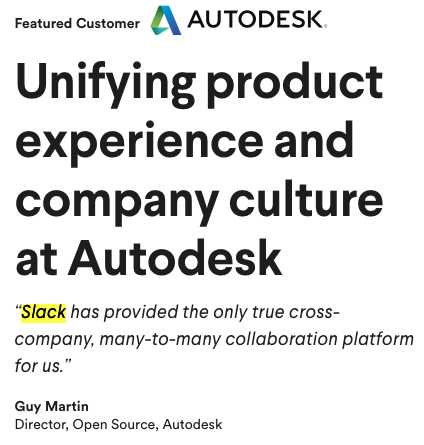 Featured Customer AUTODESK.
Unifying product
experience and
company culture
at Autodesk
“Slack has provided the only true cross-
company, many-to-many collaboration platform
for us.”
Guy Martin
Director, Open Source, Autodesk